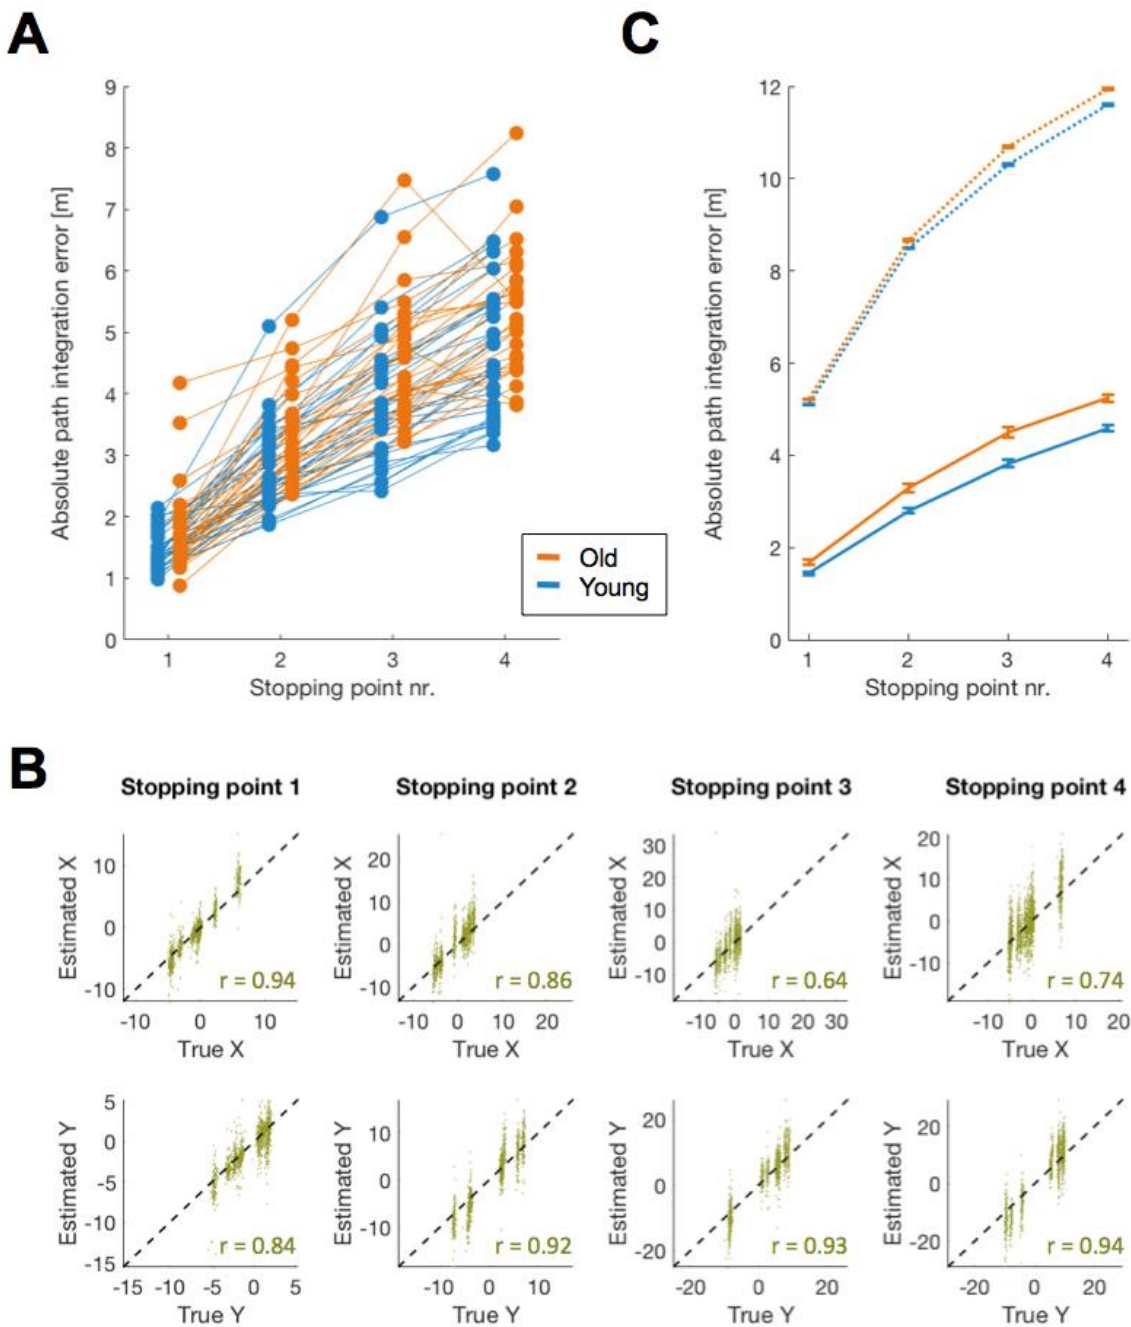 A
9
8
7
6
5
4
3
2
1
0
Absolute path integration error [m]
1 2 3 4
Stopping point nr.
Old
Young
C
12
10
8
6
4
2
0
Absolute path integration error [m]
1 2 3 4
Stopping point nr.
B
Stopping point 1
10
0
-10
Estimated X
r = 0.94
-10 0 10
True X
Stopping point 2
20
10
0
-10
Estimated X
r = 0.86
-10 0 10 20
True X
Stopping point 3
30
20
10
0
-10
Estimated X
r = 0.64
-10 0 10 20 30
True X
Stopping point 4
20
10
0
-10
Estimated X
r = 0.74
-10 0 10 20
True X
5
0
-5
-10
-15
Estimated Y
r = 0.84
-15 -10 -5 0 5
True Y
10
0
-10
Estimated Y
r = 0.92
-10 0 10
True Y
20
0
-20
Estimated Y
r = 0.93
-20 0 20
True Y
20
0
-20
Estimated Y
r = 0.94
-20 0 20
True Y